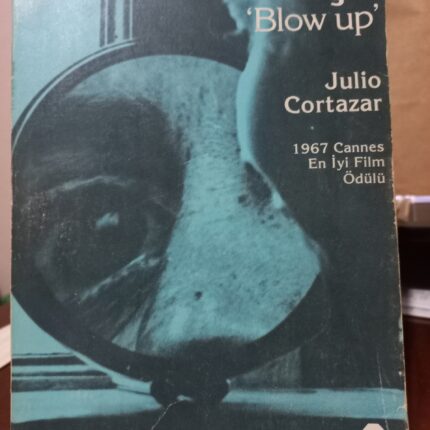 'Blow up'
Julio
Cortazar
1967 Cannes
En İyi Film
Ödülü